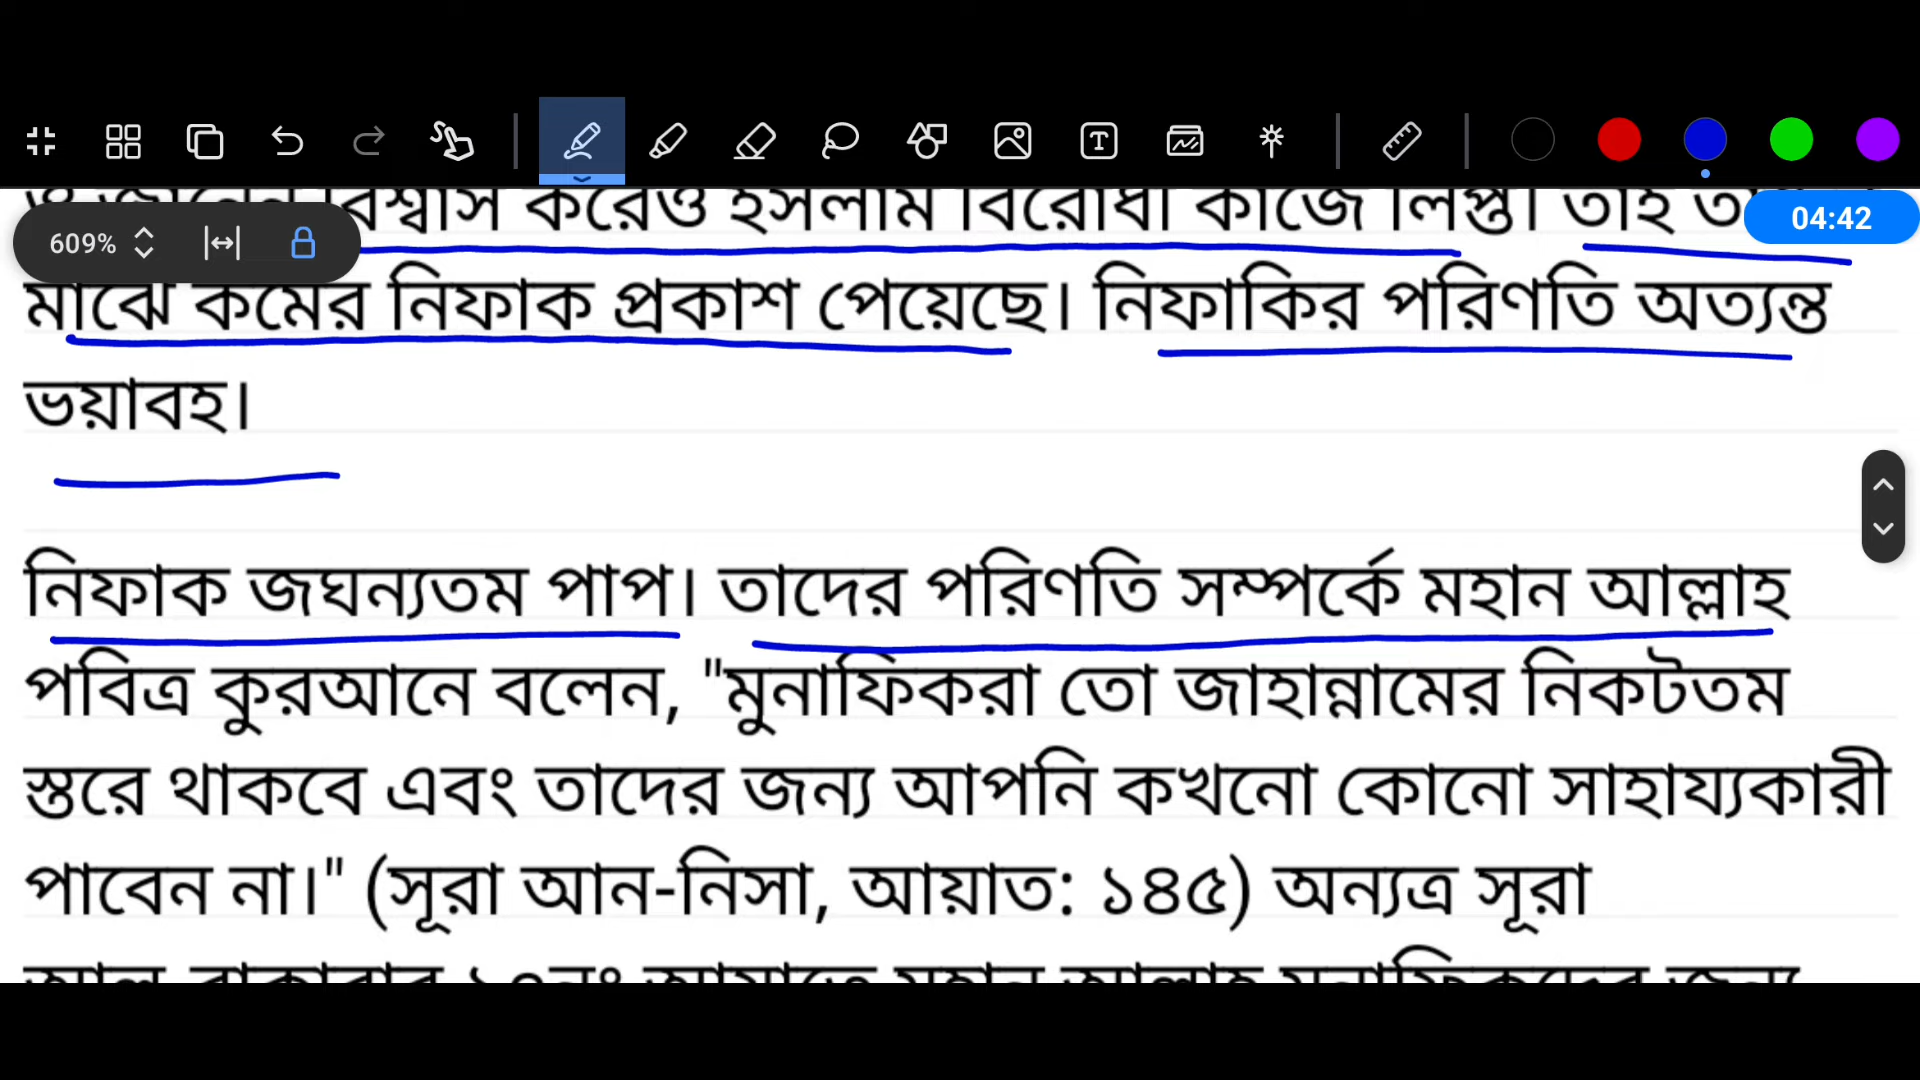 বিশ্বাস করেও ইসলাম বিরোধী কাজে লিপ্ত। তাই
04:42
609%
মাঝে কর্মের নিফাক প্রকাশ পেয়েছে। নিফাকির পরিণতি অত্যন্ত
ভয়াবহ।
নিফাক জঘন্যতম পাপ। তাদের পরিণতি সম্পর্কে মহান আল্লাহ
পবিত্র কুরআনে বলেন, "মুনাফিকরা তো জাহান্নামের নিকটতম
স্তরে থাকবে এবং তাদের জন্য আপনি কখনো কোনো সাহায্যকারী
পাবেন না।" (সূরা আন-নিসা, আয়াত: ১৪৫) অন্যত্র সূরা